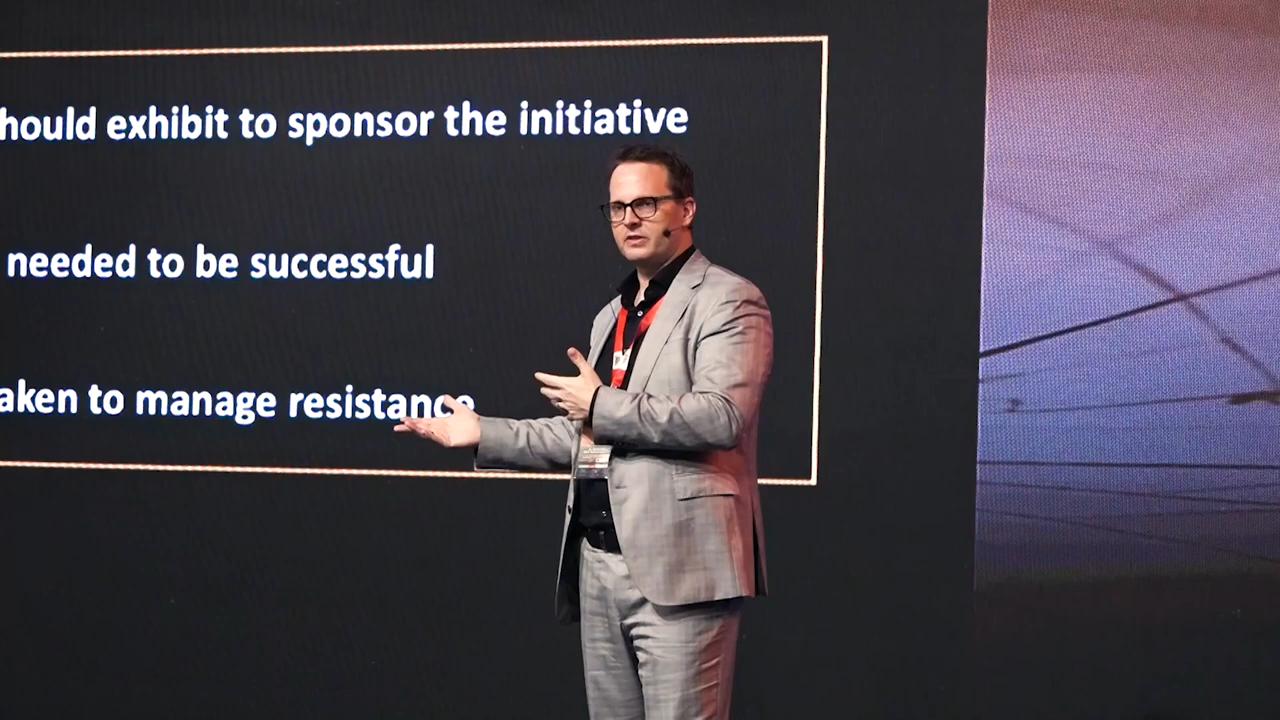 hould exhibit to sponsor the initiative
needed to be successful
aken to manage resistance